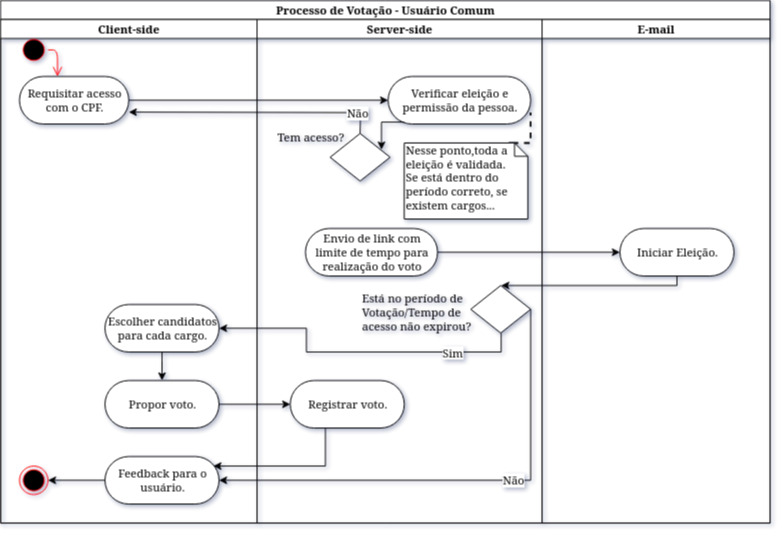 Processo de Votação - Usuário Comum
Client-side
Server-side
E-mail
Requisitar acesso
com o CPF.
Verificar eleição e
permissão da pessoa.
Não
Tem acesso?
Nesse ponto,toda a
eleição é validada.
Se está dentro do
período correto, se
existem cargos...
Envio de link com
limite de tempo para
realização do voto
Iniciar Eleição.
Está no período de
Votação/Tempo de
acesso não expirou?
Escolher candidatos
para cada cargo.
Sim
Propor voto.
Registrar voto.
Feedback para o
usuário.
Não